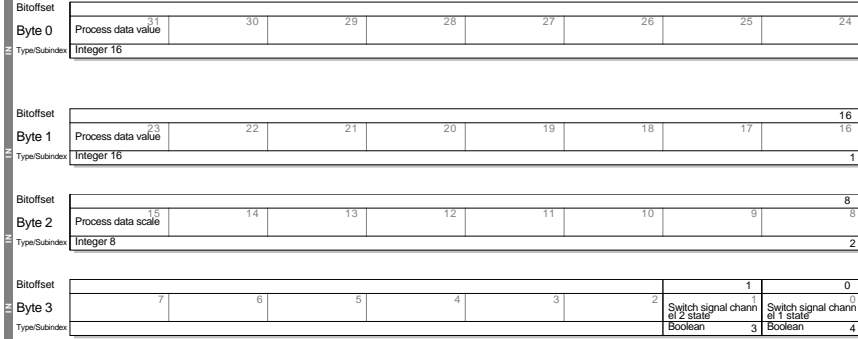 Bitoffset
IN Byte 0 Process data value 31 30 29 28 27 26 25 24
Type/Subindex Integer 16
Bitoffset 16
IN Byte 1 Process data value 23 22 21 20 19 18 17 16
Type/Subindex Integer 16 1
Bitoffset 8
IN Byte 2 Process data scale 15 14 13 12 11 10 9 8
Type/Subindex Integer 8 2
Bitoffset 1 0
IN Byte 3 7 6 5 4 3 2 1 0
Switch signal chann Switch signal chann
el 2 state el 1 state
Type/Subindex Boolean 3 Boolean 4